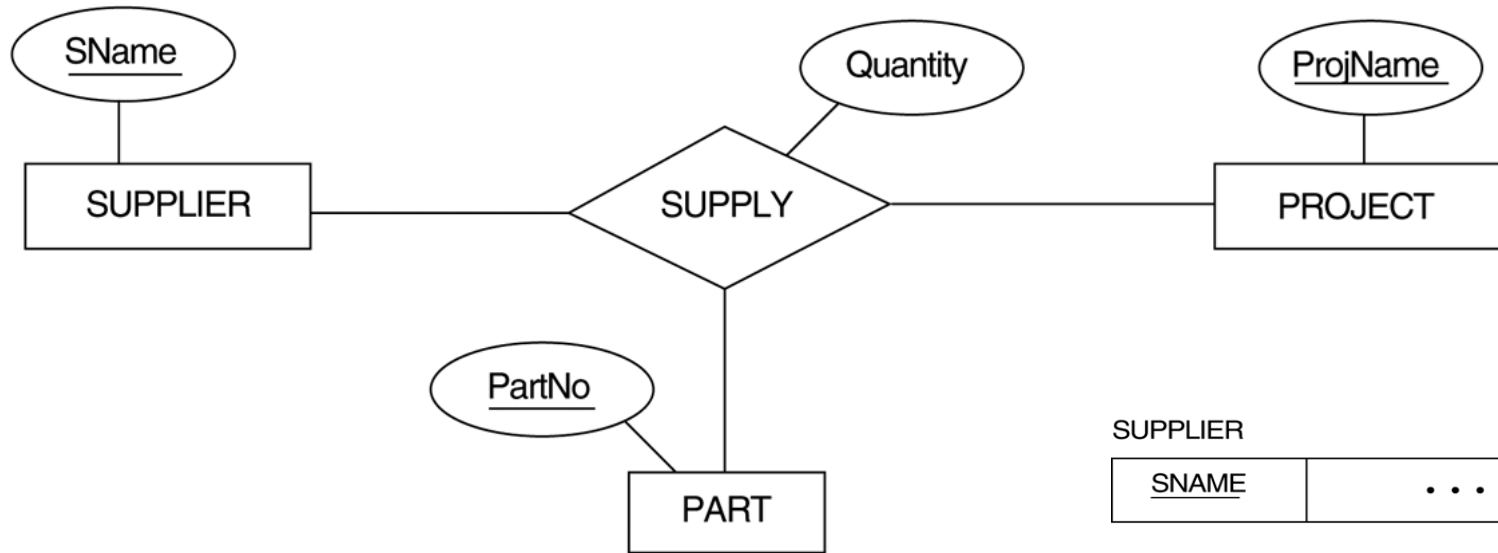 SName
Quantity
ProjName
SUPPLIER
SUPPLY
PROJECT
PartNo
PART
SUPPLIER
SNAME
• • •